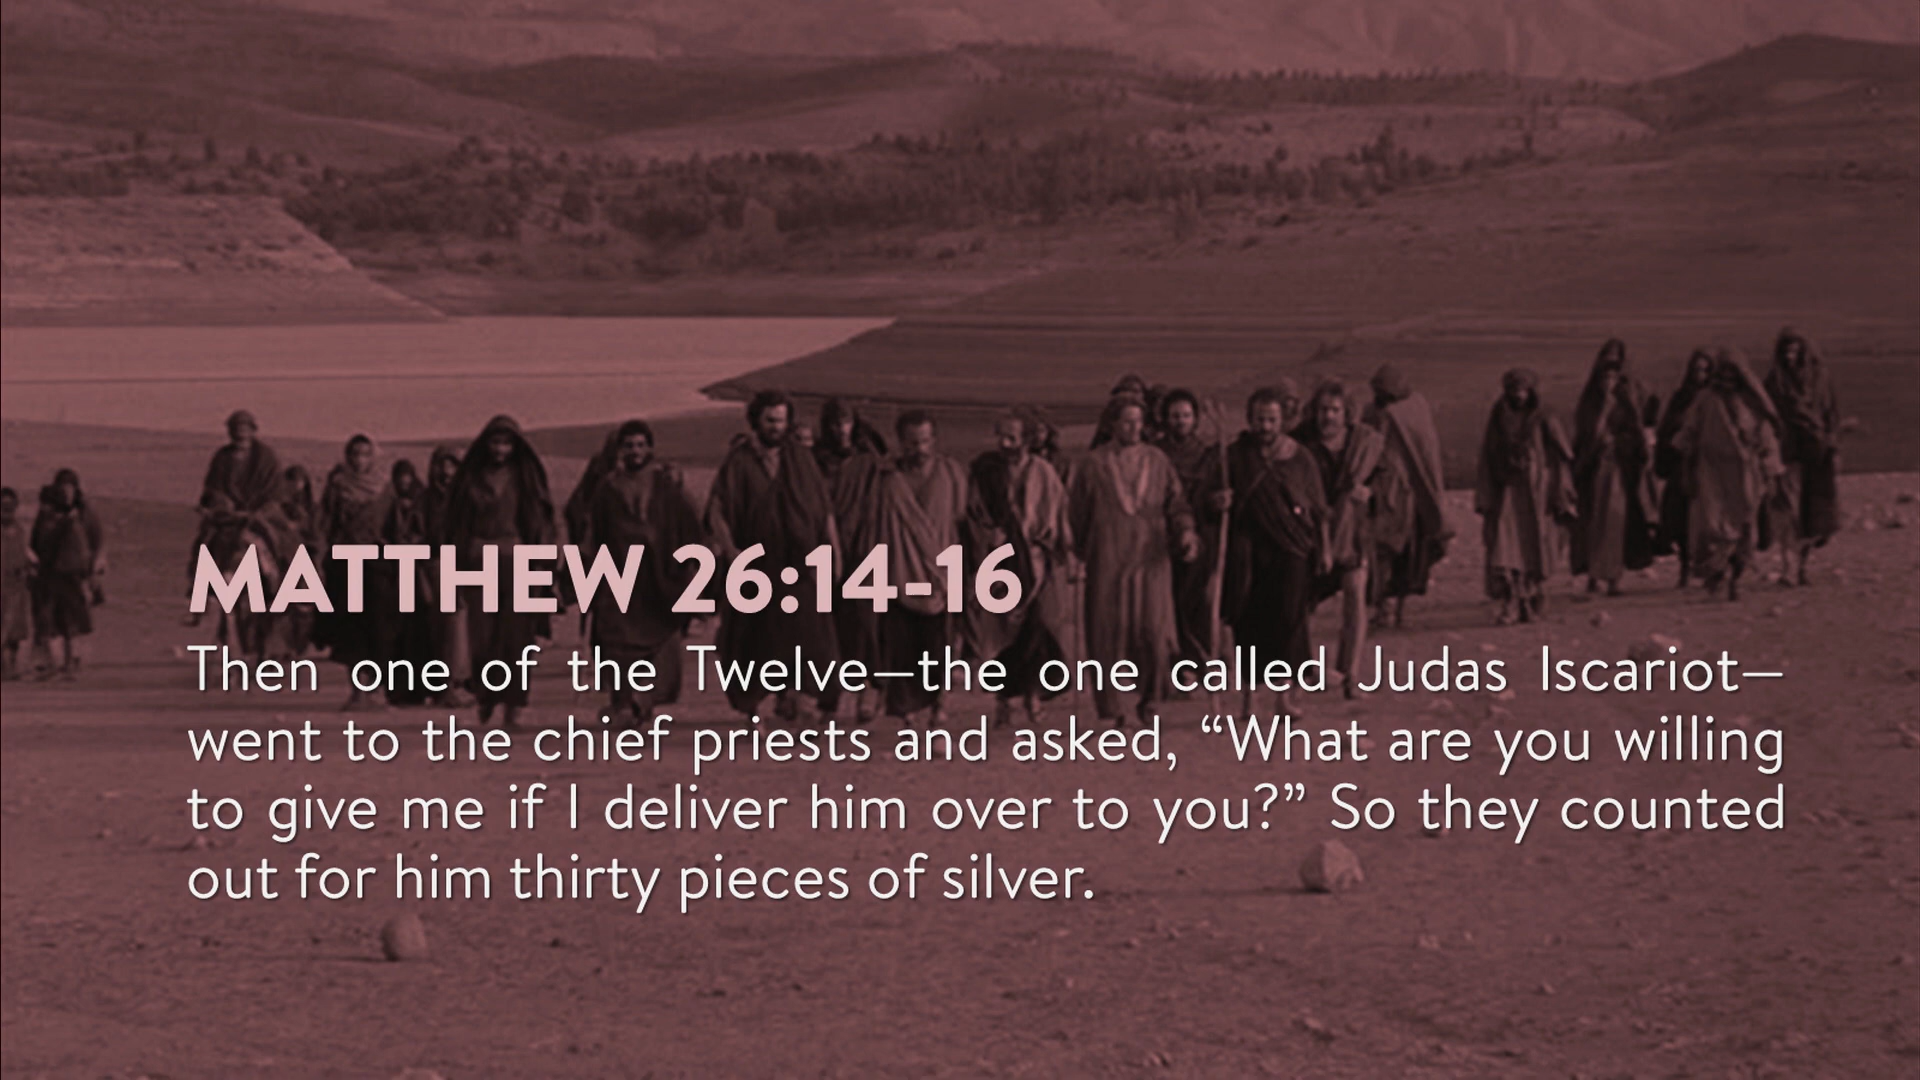 MATTHEW 26:14-16
Then one of the Twelve—the one called Judas Iscariot—
went to the chief priests and asked, “What are you willing
to give me if I deliver him over to you?” So they counted
out for him thirty pieces of silver.